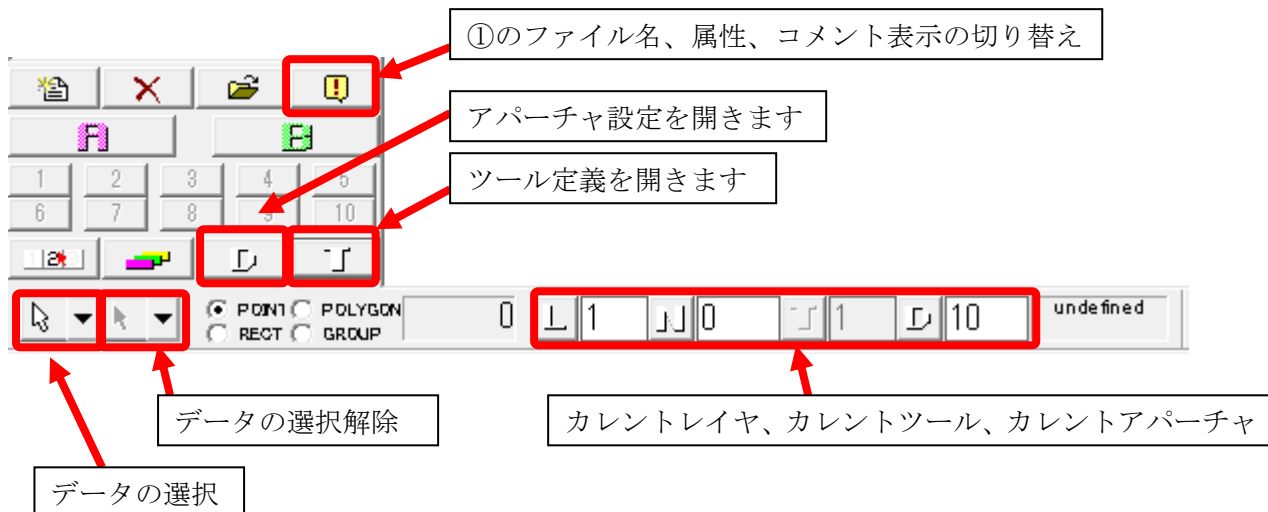 ①のファイル名、属性、コメント表示の切り替え
アパーチャ設定を開きます
ツール定義を開きます
1 2 3 4 5
6 7 8 9 10
2
POINT POLYGON
RECT GROUP
0
L 1 N 0 T 1 D 10
undefined
データの選択解除
カレントレイヤ、カレントツール、カレントアパーチャ
データの選択